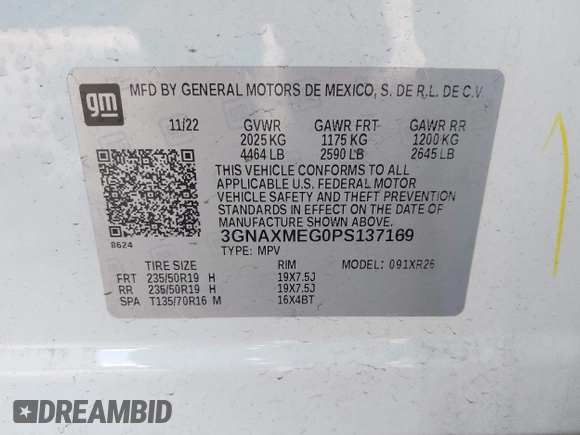 gm MFD BY GENERAL MOTORS DE MEXICO, S. DE R.L. DE C.V.
11/22 GVWR GAWR FRT GAWR RR
2025 KG 1175 KG 1200 KG
4464 LB 2590 LB 2645 LB
THIS VEHICLE CONFORMS TO ALL
APPLICABLE U.S. FEDERAL MOTOR
VEHICLE SAFETY AND THEFT PREVENTION
STANDARDS IN EFFECT ON THE DATE OF
MANUFACTURE SHOWN ABOVE.
8624 3GNAXMEG0PS137169
TYPE: MPV
TIRE SIZE RIM MODEL: 091XR26
FRT 235/50R19 H 19X7.5J
RR 235/50R19 H 19X7.5J
SPA T135/70R16 M 16X4BT
DREAMBID